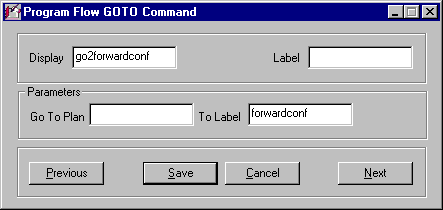 Program Flow GOTO Command
Display go2forwardconf Label
Parameters
Go To Plan To Label forwardconf
Previous Save Cancel Next